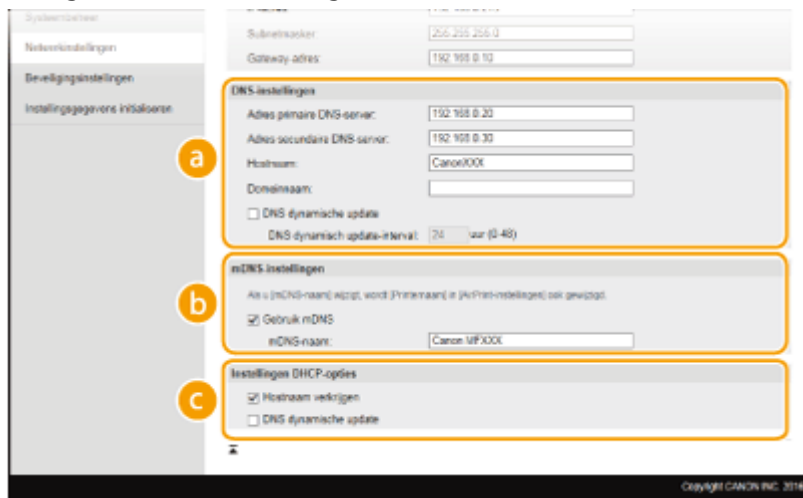 Systeembeheer
Netwerkinstellingen
Beveiligingsinstellingen
Instellingsgegevens initialiseren
Subnetmasker:
255.255.255.0
Gateway-adres:
192.168.0.10
a
DNS-instellingen
Adres primaire DNS-server:
192.168.0.20
Adres secundaire DNS-server:
192.168.0.30
Hostnaam:
CanonXXX
Domeinnaam:
DNS dynamische update
DNS dynamisch update-interval:
24 uur (0-48)
b
mDNS-instellingen
Als u [mDNS-naam] wijzigt, wordt [Printernaam] in [AirPrint-instellingen] ook gewijzigd.
Gebruik mDNS
mDNS-naam:
Canon MFXXX
c
Instellingen DHCP-opties
Hostnaam verkrijgen
DNS dynamische update
Copyright CANON INC. 2016